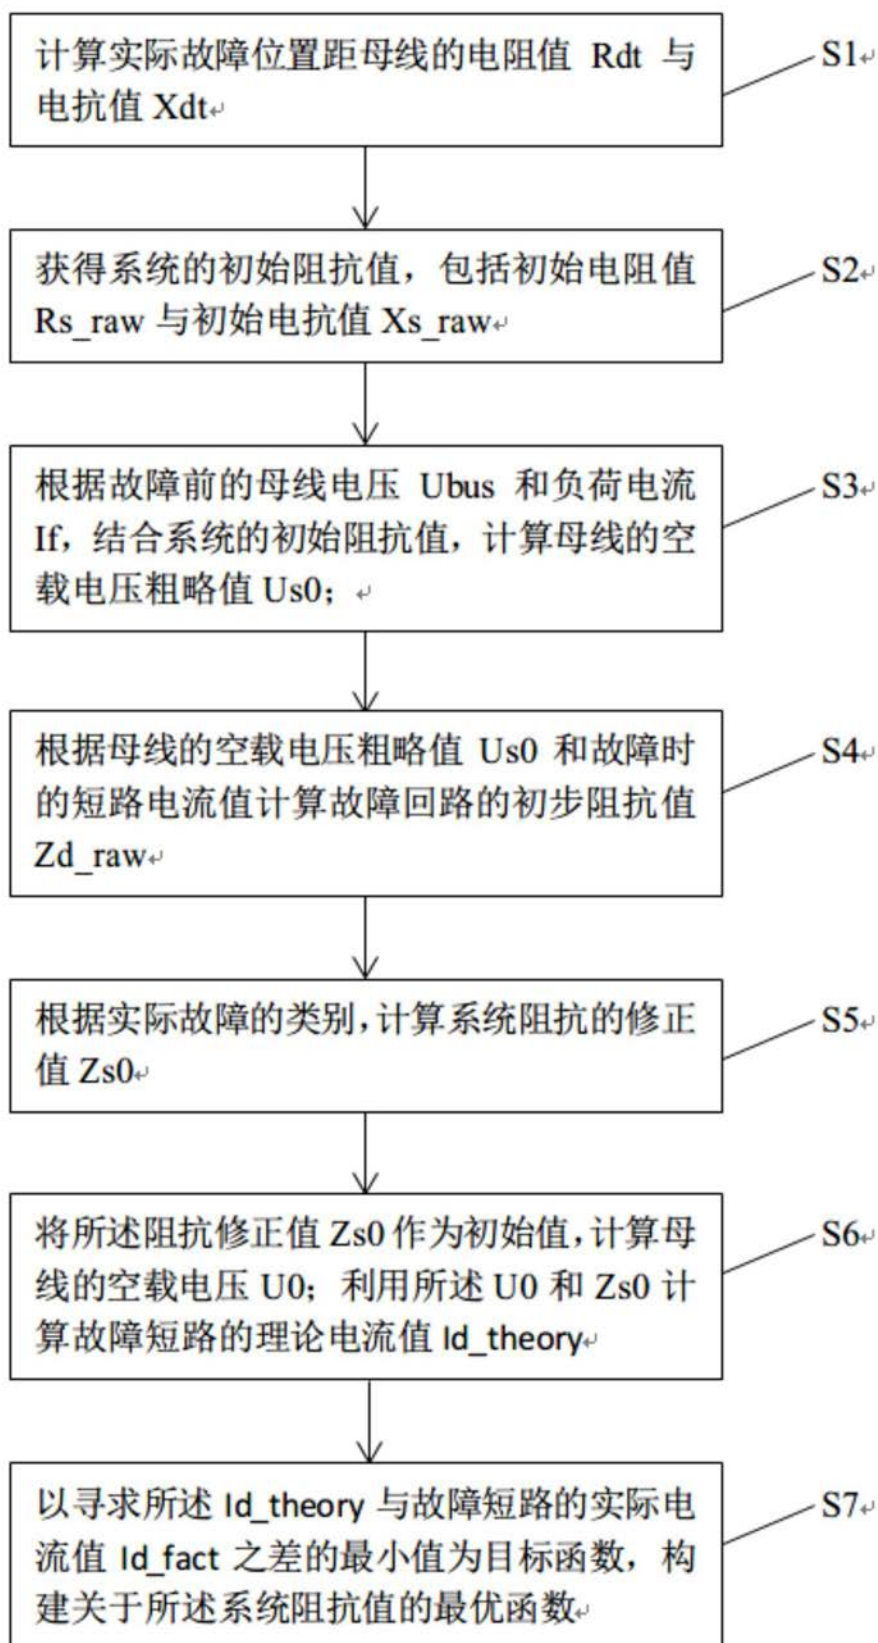 计算实际故障位置距母线的电阻值 Rdt 与
电抗值 Xdt
S1
获得系统的初始阻抗值，包括初始电阻值
Rs_raw 与初始电抗值 Xs_raw
S2
根据故障前的母线电压 Ubus 和负荷电流
If，结合系统的初始阻抗值，计算母线的空
载电压粗略值 Us0；
S3
根据母线的空载电压粗略值 Us0 和故障时
的短路电流值计算故障回路的初步阻抗值
Zd_raw
S4
根据实际故障的类别，计算系统阻抗的修正
值 Zs0
S5
将所述阻抗修正值 Zs0 作为初始值，计算母
线的空载电压 U0；利用所述 U0 和 Zs0 计
算故障短路的理论电流值 Id_theory
S6
以寻求所述 Id_theory 与故障短路的实际电
流值 Id_fact 之差的最小值为目标函数，构
建关于所述系统阻抗值的最优函数
S7